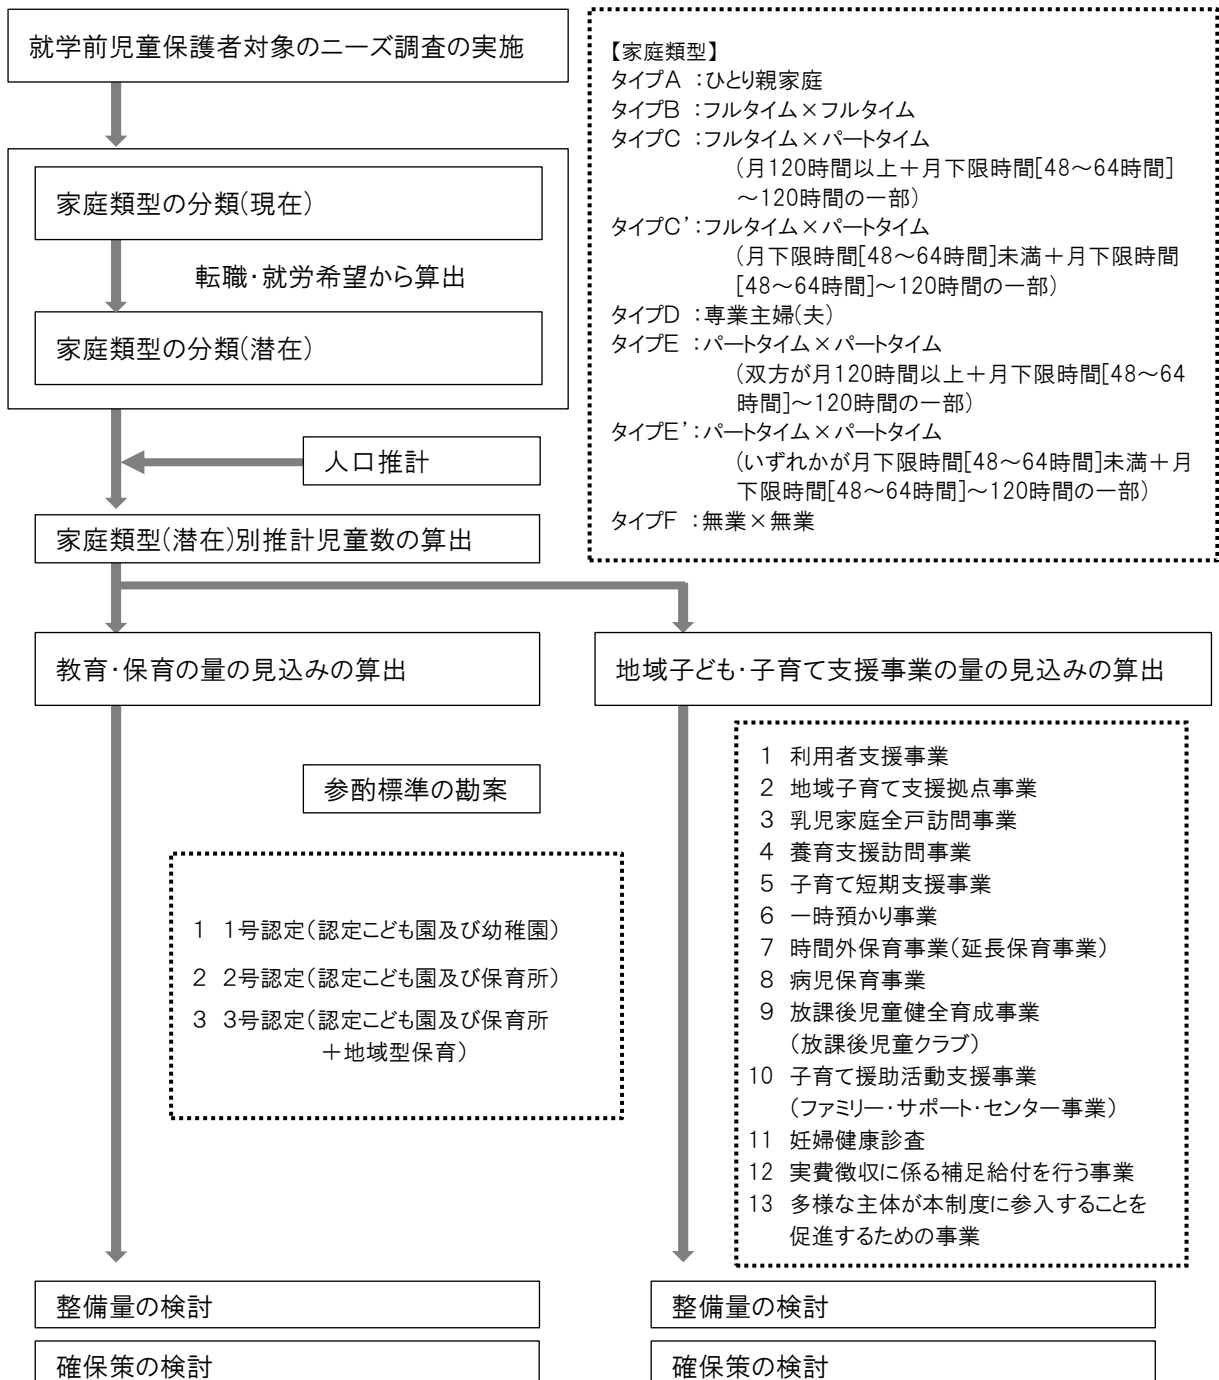 就学前児童保護者対象のニーズ調査の実施
家庭類型の分類(現在)
転職・就労希望から算出
家庭類型の分類(潜在)
人口推計
家庭類型(潜在)別推計児童数の算出
【家庭類型】
タイプA ：ひとり親家庭
タイプB ：フルタイム×フルタイム
タイプC ：フルタイム×パートタイム
（月120時間以上＋月下限時間[48～64時間]
～120時間の一部）
タイプC’：フルタイム×パートタイム
（月下限時間[48～64時間]未満＋月下限時間
[48～64時間]～120時間の一部）
タイプD ：専業主婦(夫)
タイプE ：パートタイム×パートタイム
（双方が月120時間以上＋月下限時間[48～64
時間]～120時間の一部）
タイプE’：パートタイム×パートタイム
（いずれかが月下限時間[48～64時間]未満＋月
下限時間[48～64時間]～120時間の一部）
タイプF ：無業×無業
教育・保育の量の見込みの算出
参酌標準の勘案
1 1号認定（認定こども園及び幼稚園）
2 2号認定（認定こども園及び保育所）
3 3号認定（認定こども園及び保育所
＋地域型保育）
整備量の検討
確保策の検討
地域子ども・子育て支援事業の量の見込みの算出
1 利用者支援事業
2 地域子育て支援拠点事業
3 乳児家庭全戸訪問事業
4 養育支援訪問事業
5 子育て短期支援事業
6 一時預かり事業
7 時間外保育事業（延長保育事業）
8 病児保育事業
9 放課後児童健全育成事業
（放課後児童クラブ）
10 子育て援助活動支援事業
（ファミリー・サポート・センター事業）
11 妊婦健康診査
12 実費徴収に係る補足給付を行う事業
13 多様な主体が本制度に参入することを
促進するための事業
整備量の検討
確保策の検討